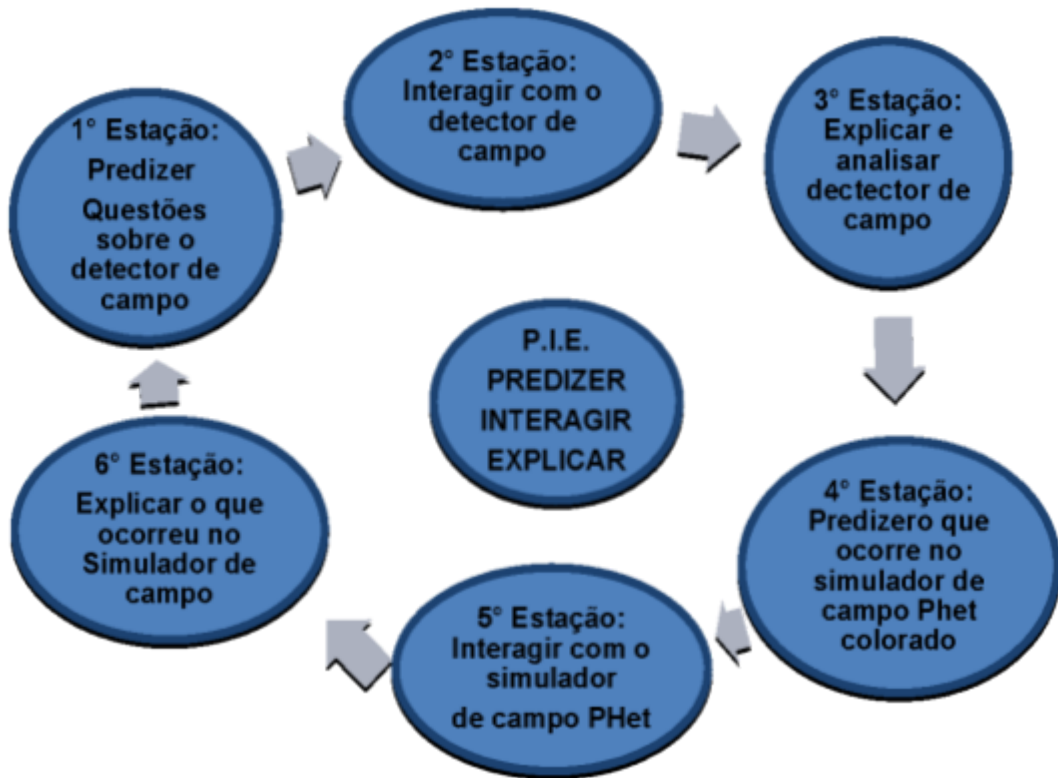 1° Estação:
Predizer
Questões
sobre o
detector de
campo
2° Estação:
Interagir com o
detector de
campo
3° Estação:
Explicar e
analisar
dectector de
campo
4° Estação:
Predizero que
ocorre no
simulador de
campo Phet
colorado
5° Estação:
Interagir com o
simulador
de campo PHet
6° Estação:
Explicar o que
ocorreu no
Simulador de
campo
P.I.E.
PREDIZER
INTERAGIR
EXPLICAR